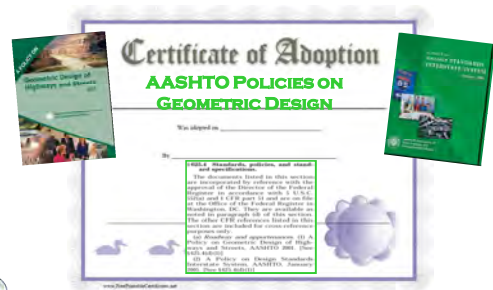 Certificate of Adoption
AASHTO POLICIES ON
GEOMETRIC DESIGN
A POLICY ON
Geometric Design of
Highways and Streets
2001
INTERSTATE SYSTEM
Was adopted on
By
§ 625.4 Standards, policies, and stand-
ard specifications.
The documents listed in this section
are incorporated by reference with the
approval of the Director of the Federal
Register in accordance with 5 U.S.C.
552(a) and 1 CFR part 51 and are on file
at the Office of the Federal Register in
Washington, DC. They are available as
noted in paragraph (d) of this section.
The other CFR references listed in this
section are included for cross-reference
purposes only.
(a) Roadway and appurtenances. (1) A
Policy on Geometric Design of High-
ways and Streets, AASHTO 2001. [See
§ 625.4(d)(1)]
(2) A Policy on Design Standards
Interstate System, AASHTO, January
2005. [See § 625.4(d)(1)]